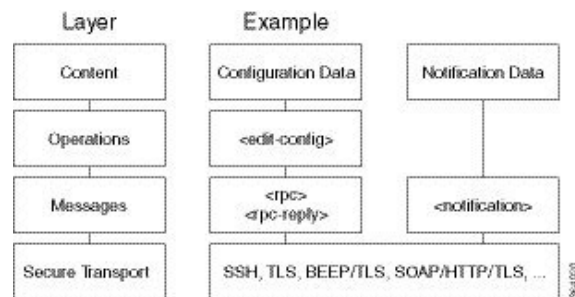 Layer Example
Content Configuration Data Notification Data
Operations <edit-config>
Messages <rpc> <notification>
<rpc-reply>
Secure Transport SSH, TLS, BEEP/TLS, SOAP/HTTP/TLS, ...